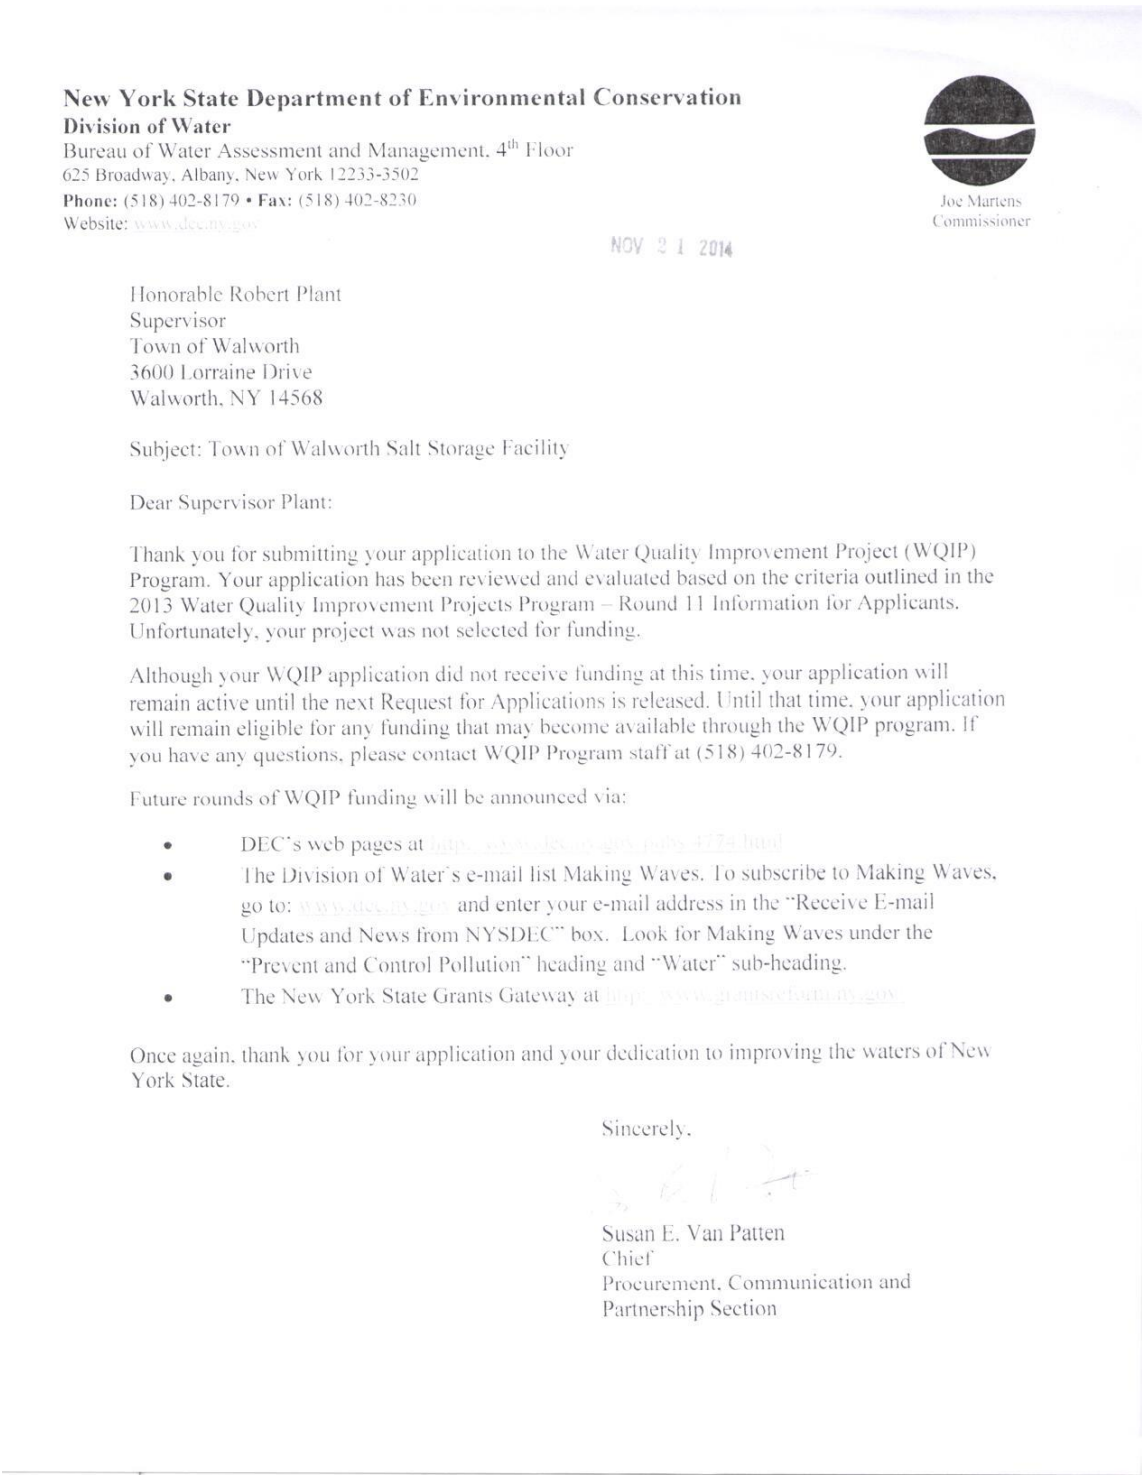 New York State Department of Environmental Conservation
Division of Water
Bureau of Water Assessment and Management, 4th Floor
625 Broadway, Albany, New York 12233-3502
Phone: (518) 402-8179 • Fax: (518) 402-8230
Website: www.dec.ny.gov
Joe Martens
Commissioner
NOV 21 2014
Honorable Robert Plant
Supervisor
Town of Walworth
3600 Lorraine Drive
Walworth, NY 14568
Subject: Town of Walworth Salt Storage Facility
Dear Supervisor Plant:
Thank you for submitting your application to the Water Quality Improvement Project (WQIP)
Program. Your application has been reviewed and evaluated based on the criteria outlined in the
2013 Water Quality Improvement Projects Program – Round 11 Information for Applicants.
Unfortunately, your project was not selected for funding.
Although your WQIP application did not receive funding at this time, your application will
remain active until the next Request for Applications is released. Until that time, your application
will remain eligible for any funding that may become available through the WQIP program. If
you have any questions, please contact WQIP Program staff at (518) 402-8179.
Future rounds of WQIP funding will be announced via:
• DEC's web pages at
• The Division of Water's e-mail list Making Waves. To subscribe to Making Waves,
go to: www.dec.ny.gov and enter your e-mail address in the "Receive E-mail
Updates and News from NYSDEC" box. Look for Making Waves under the
"Prevent and Control Pollution" heading and "Water" sub-heading.
• The New York State Grants Gateway at
Once again, thank you for your application and your dedication to improving the waters of New
York State.
Sincerely,
Susan E. Van Patten
Chief
Procurement, Communication and
Partnership Section